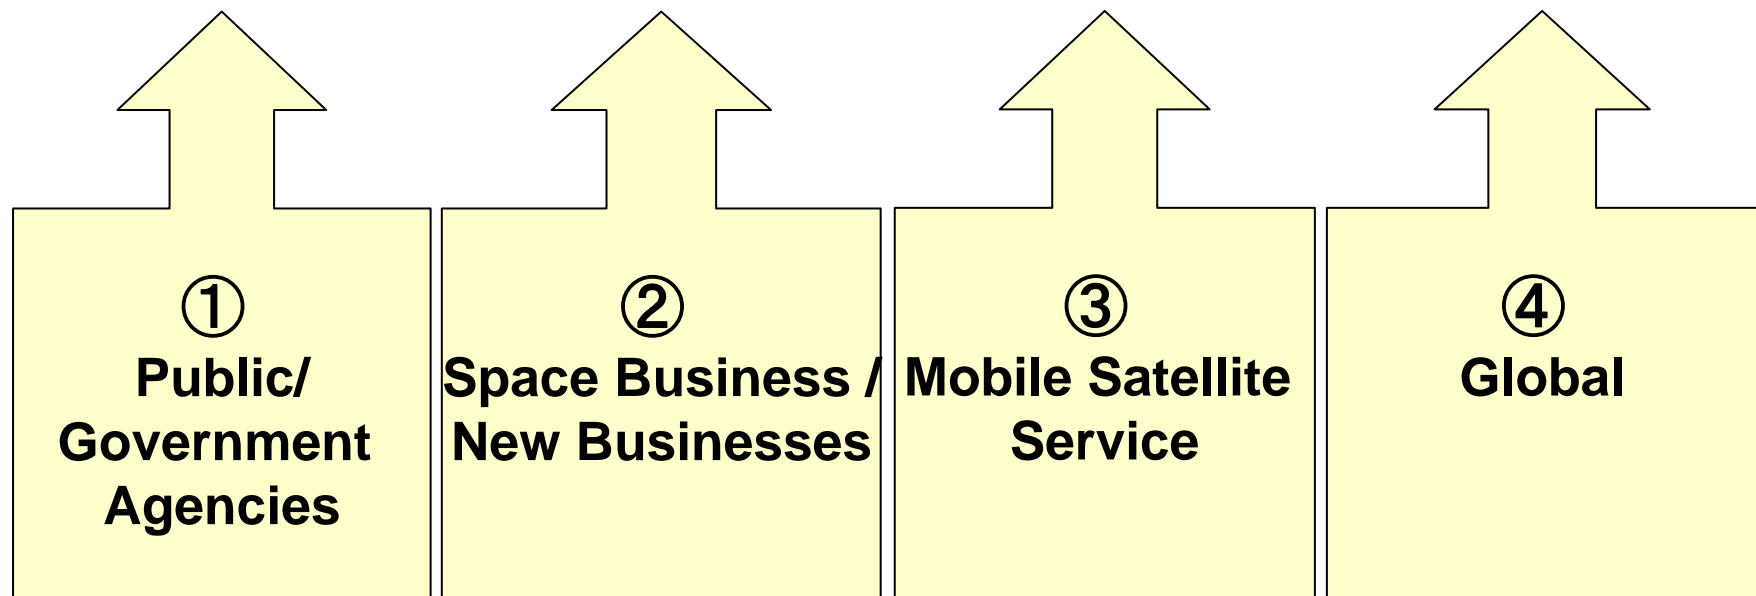 ①
Public/
Government
Agencies
②
Space Business /
New Businesses
③
Mobile Satellite
Service
④
Global